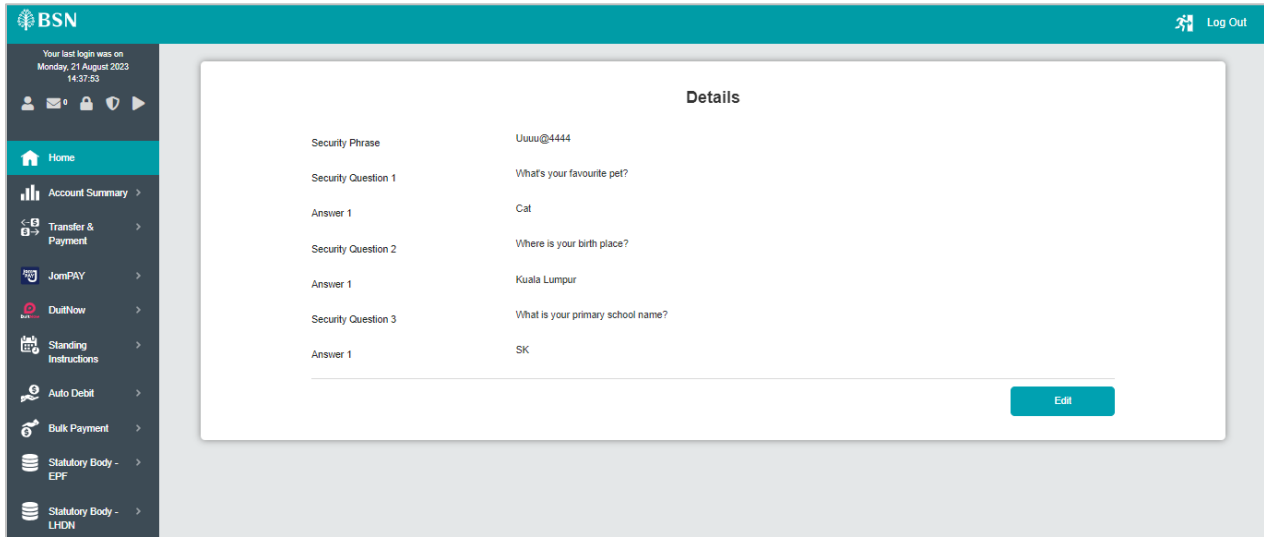 BSN
Log Out
Your last login was on
Monday, 21 August 2023
14:37:53
0
Home
Account Summary
Transfer &
Payment
JomPAY
DuitNow
Standing
Instructions
Auto Debit
Bulk Payment
Statutory Body -
EPF
Statutory Body -
LHDN
Details
Security Phrase Uuuu@4444
Security Question 1 What's your favourite pet?
Answer 1 Cat
Security Question 2 Where is your birth place?
Answer 1 Kuala Lumpur
Security Question 3 What is your primary school name?
Answer 1 SK
Edit